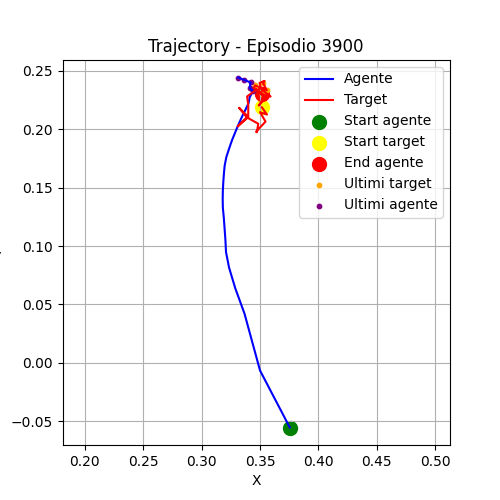 Trajectory - Episodio 3900
Agente
Target
Start agente
Start target
End agente
Ultimi target
Ultimi agente
0.25
0.20
0.15
0.10
0.05
0.00
−0.05
0.20 0.25 0.30 0.35 0.40 0.45 0.50
X